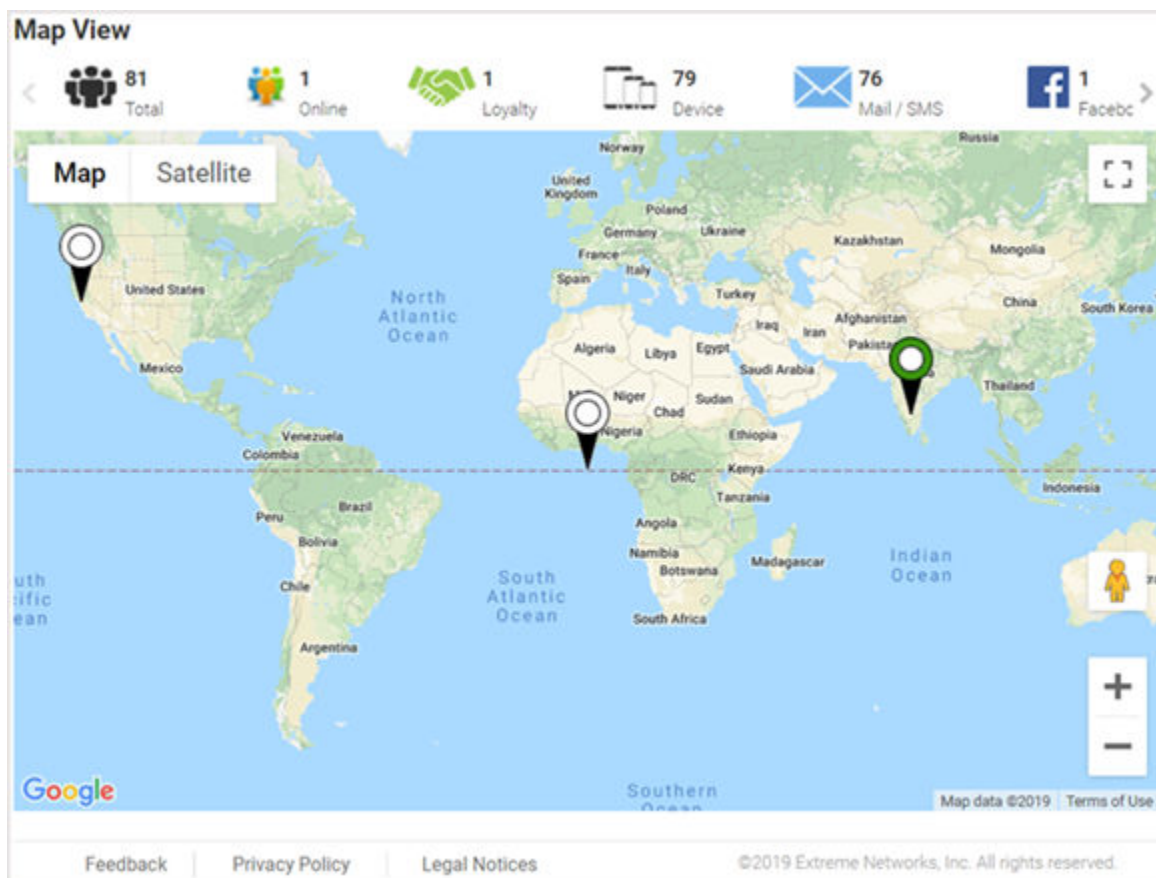 Map View
81
Total
1
Online
1
Loyalty
79
Device
76
Mail / SMS
1
Facebc
Map
Satellite
Norway
Russia
United
Kingdom
Poland
Germany
Ukraine
Kazakhstan
Mongolia
France
Italy
Spain
Turkey
China
South Korea
United States
North
Atlantic
Ocean
Iraq
Iran
Afghanistan
Pakista
Algeria
Libya
Egypt
Saudi Arabia
Mexico
Thailand
Niger
Chad
Sudan
Nigeria
Ethiopia
Venezuela
Colombia
DRC
Kenya
Indonesia
Tanzania
Brazil
Peru
Angola
Bolivia
Namibia
Botswana
Madagascar
Indian
Ocean
Chile
South
Atlantic
Ocean
uth
cific
ean
South Africa
Argentina
Southern
Ocean
Google
Map data ©2019
Terms of Use
Feedback
Privacy Policy
Legal Notices
©2019 Extreme Networks, Inc. All rights reserved.